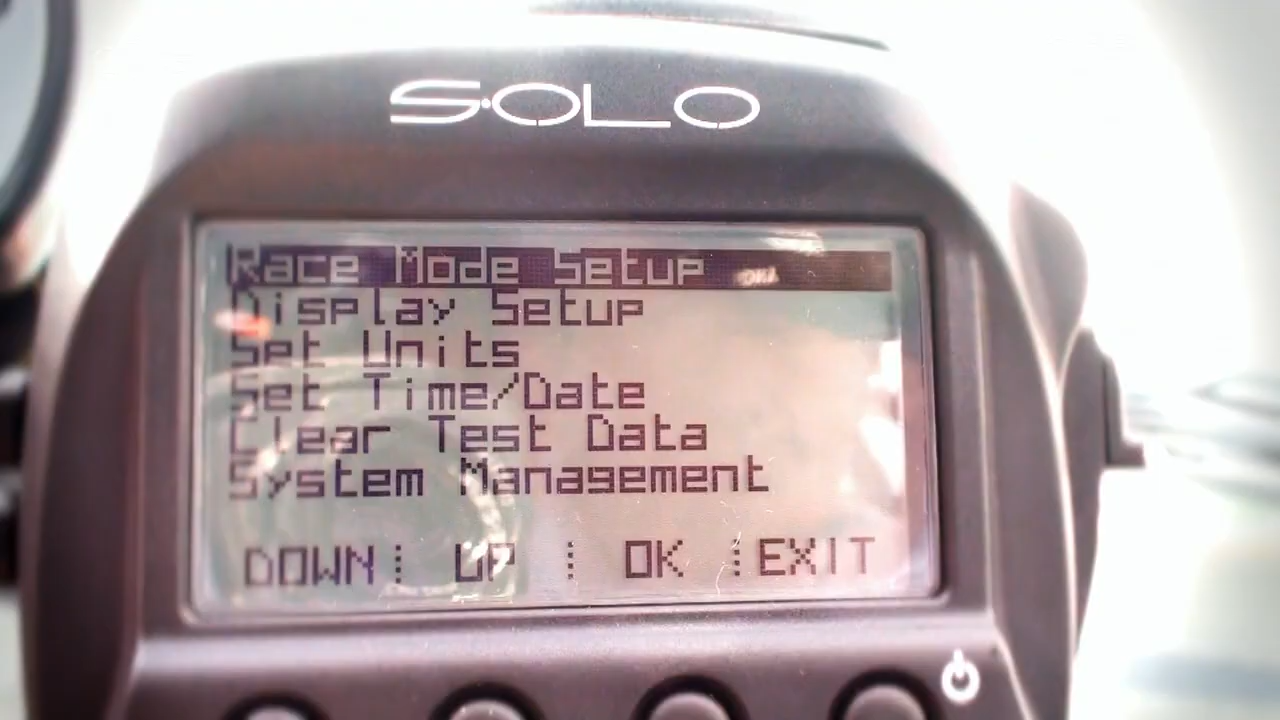 SOLO
Race Mode Setup
Display Setup
Set Units
Set Time/Date
Clear Test Data
System Management
DOWN UP OK EXIT